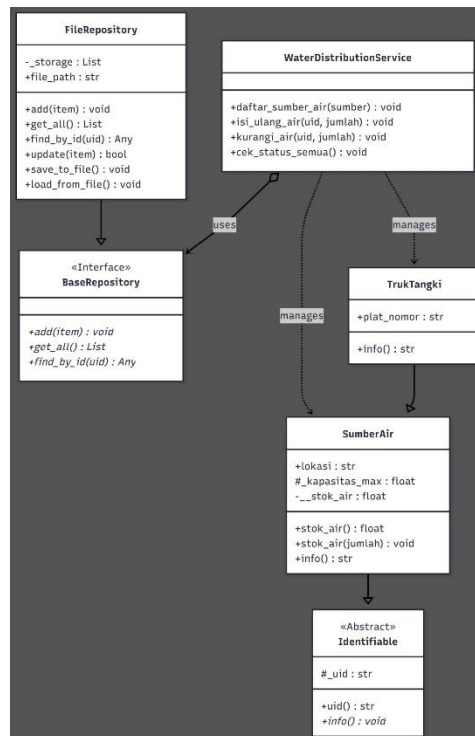 FileRepository
-_storage : List
+file_path : str
+add(item) : void
+get_all() : List
+find_by_id(uid) : Any
+update(item) : bool
+save_to_file() : void
+load_from_file() : void
WaterDistributionService
+daftar_sumber_air(sumber) : void
+isi_ulang_air(uid, jumlah) : void
+kurangi_air(uid, jumlah) : void
+cek_status_semua() : void
uses
manages
«Interface»
BaseRepository
+add(item) : void
+get_all() : List
+find_by_id(uid) : Any
TrukTangki
+plat_nomor : str
+info() : str
manages
SumberAir
+lokasi : str
#_kapasitas_max : float
-__stok_air : float
+stok_air() : float
+stok_air(jumlah) : void
+info() : str
«Abstract»
Identifiable
#_uid : str
+uid() : str
+info() : void